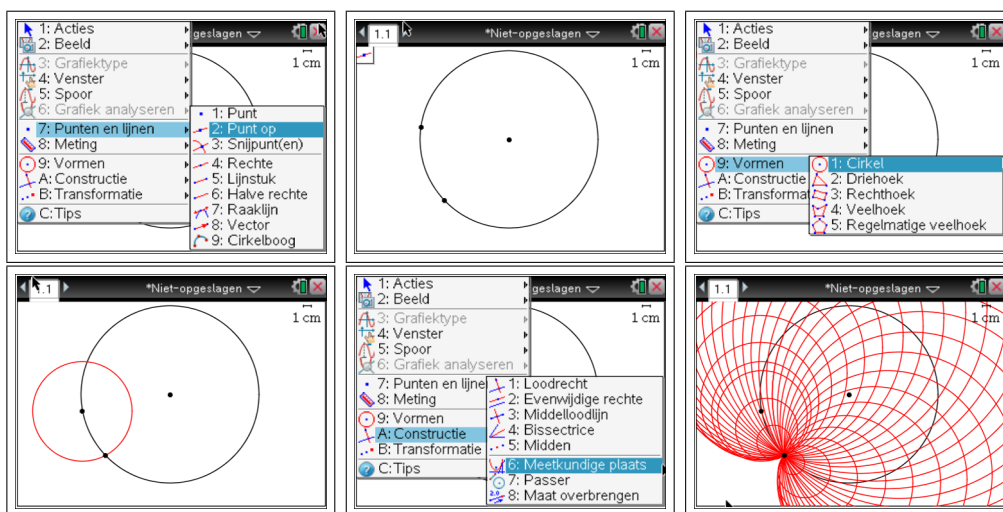 1: Acties
2: Beeld
3: Grafiektype
4: Venster
5: Spoor
6: Grafiek analyseren
7: Punten en lijnen
8: Meting
9: Vormen
A: Constructie
B: Transformatie
C:Tips
geslagen
1 cm
1: Punt
2: Punt op
3: Snijpunt(en)
4: Rechte
5: Lijnstuk
6: Halve rechte
7: Raaklijn
8: Vector
9: Cirkelboog
1.1
*Niet-opgeslagen
1 cm
1: Acties
2: Beeld
3: Grafiektype
4: Venster
5: Spoor
6: Grafiek analyseren
7: Punten en lijnen
8: Meting
9: Vormen
A: Constructie
B: Transformat
C:Tips
opgeslagen
1 cm
1: Cirkel
2: Driehoek
3: Rechthoek
4: Veelhoek
5: Regelmatige veelhoek
1.1
*Niet-opgeslagen
1 cm
1: Acties
2: Beeld
3: Grafiektype
4: Venster
5: Spoor
6: Grafiek analyseren
7: Punten en lijne
8: Meting
9: Vormen
A: Constructie
B: Transformatie
C:Tips
geslagen
1 cm
1: Loodrecht
2: Evenwijdige rechte
3: Middelloodlijn
4: Bissectrice
5: Midden
6: Meetkundige plaats
7: Passer
8: Maat overbrengen
1.1
*Niet-opgeslagen
1 cm